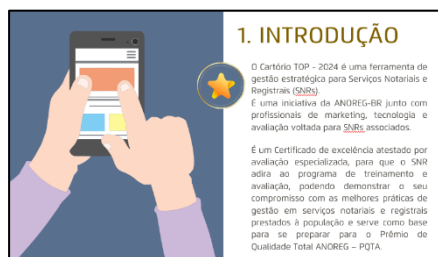 1. INTRODUÇÃO
O Cartório TOP - 2024 é uma ferramenta de
gestão estratégica para Serviços Notariais e
Registrais (SNRs).
É uma iniciativa da ANOREG-BR junto com
profissionais de marketing, tecnologia e
avaliação voltada para SNRs associados.
É um Certificado de excelência atestado por
avaliação especializada, para que o SNR
adira ao programa de treinamento e
avaliação, podendo demonstrar o seu
compromisso com as melhores práticas de
gestão em serviços notariais e registrais
prestados à população e serve como base
para se preparar para o Prêmio de
Qualidade Total ANOREG – PQTA.